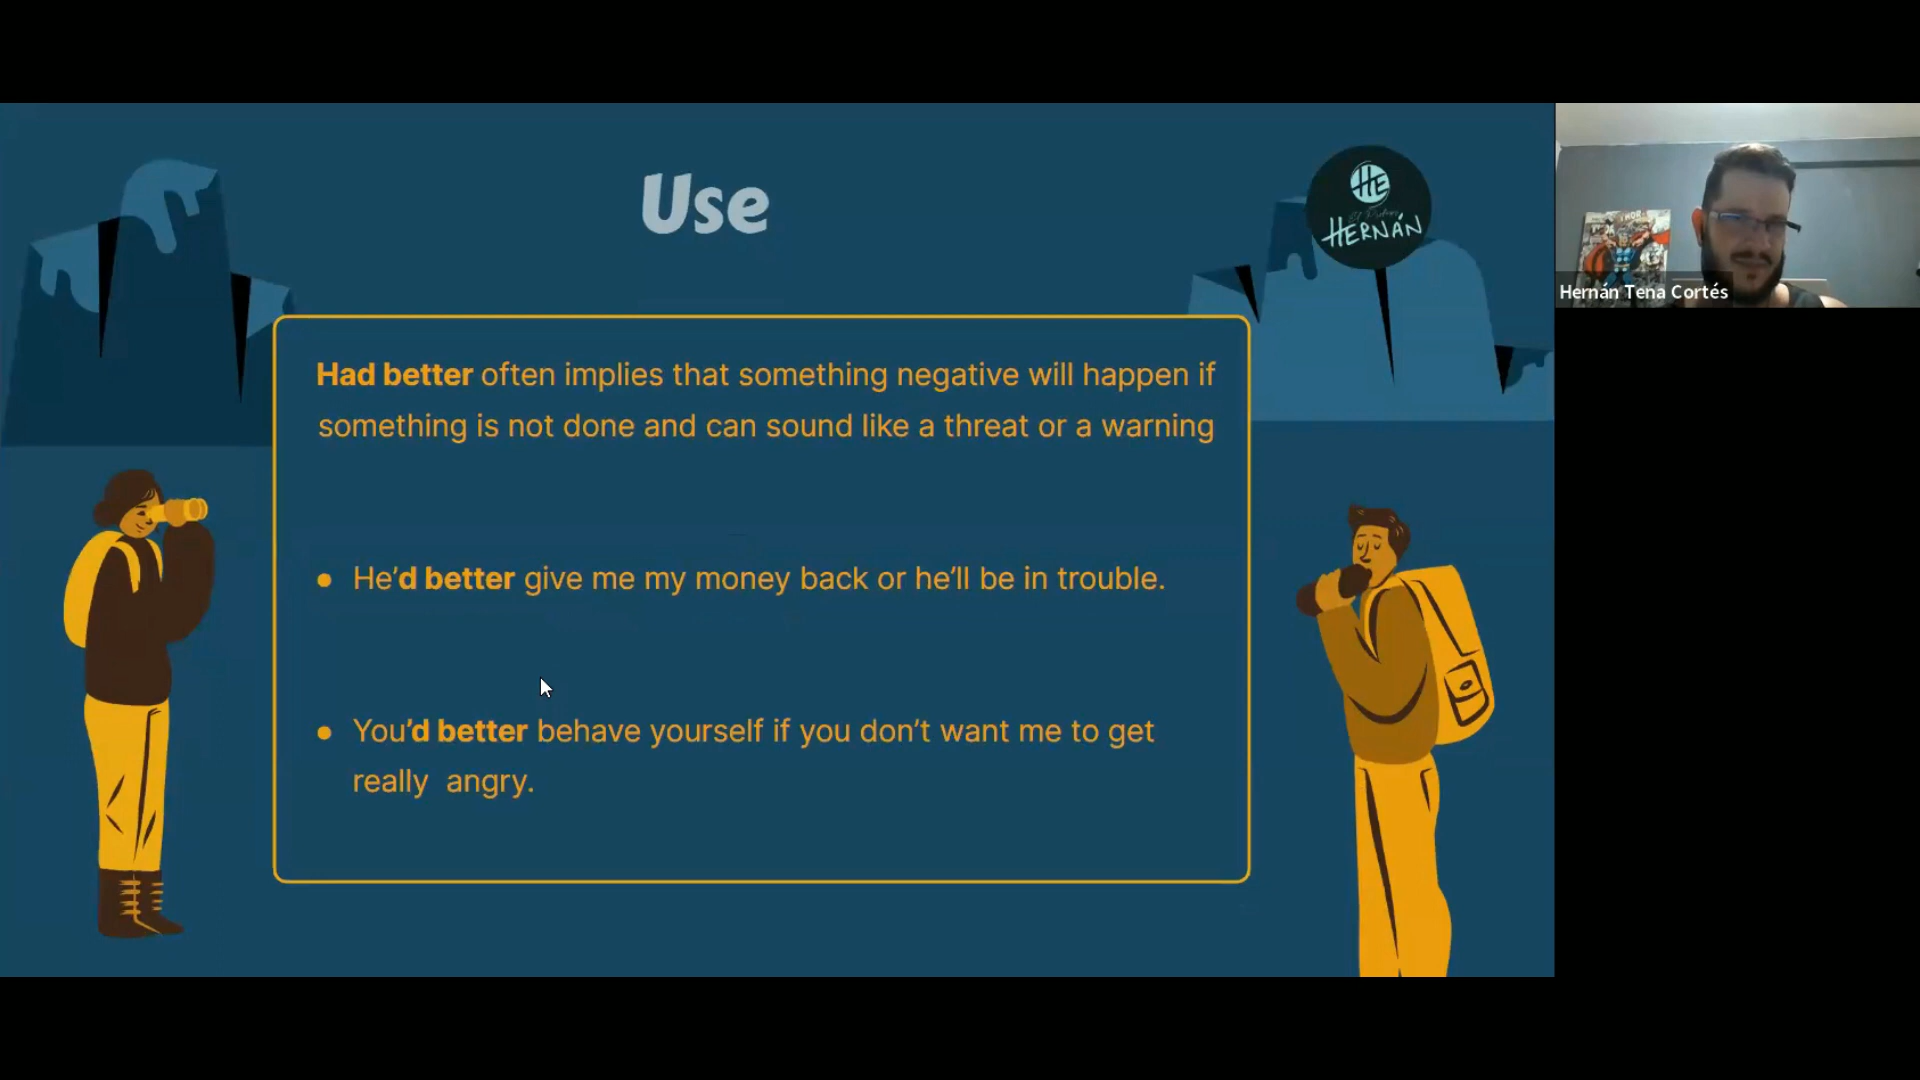 Use
HE
HERNÁN
Had better often implies that something negative will happen if
something is not done and can sound like a threat or a warning
● He’d better give me my money back or he’ll be in trouble.
● You’d better behave yourself if you don’t want me to get
really  angry.
THOR
Hernán Tena Cortés